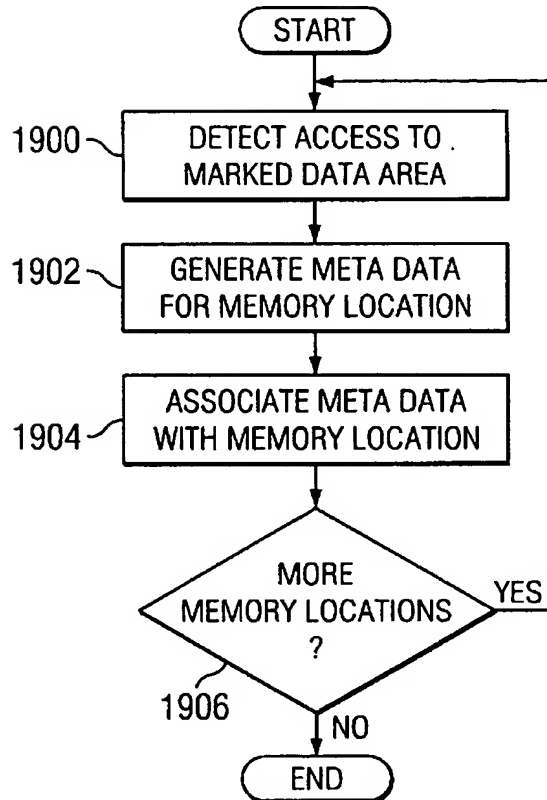 START
1900
DETECT ACCESS TO
MARKED DATA AREA
1902
GENERATE META DATA
FOR MEMORY LOCATION
1904
ASSOCIATE META DATA
WITH MEMORY LOCATION
MORE
MEMORY LOCATIONS
?
YES
1906
NO
END